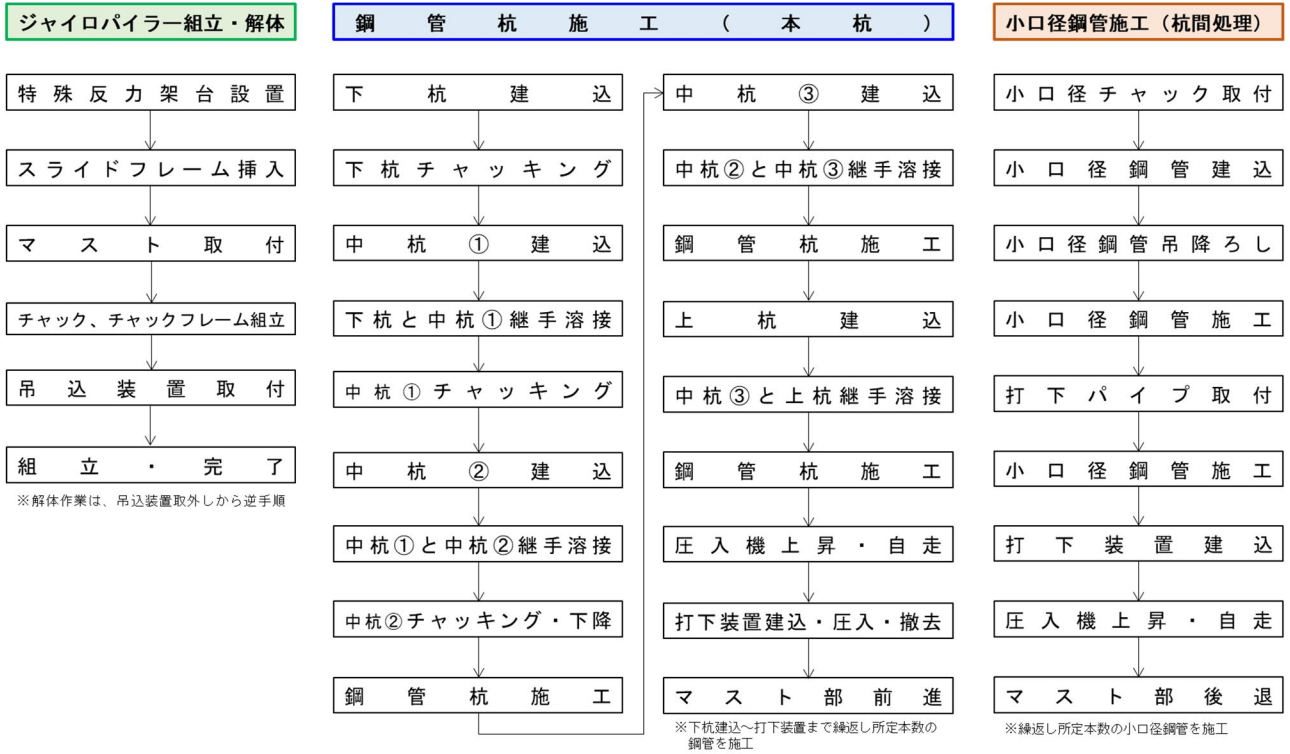 ジャイロパイラー組立・解体
特殊反力架台設置
スライドフレーム挿入
マスト取付
チャック、チャックフレーム組立
吊込装置取付
組立・完了
※解体作業は、吊込装置取外しから逆手順
鋼管杭施工(本杭)
下杭建込
下杭チャッキング
中杭①建込
下杭と中杭①継手溶接
中杭①チャッキング
中杭②建込
中杭①と中杭②継手溶接
中杭②チャッキング・下降
鋼管杭施工
中杭③建込
中杭②と中杭③継手溶接
鋼管杭施工
上杭建込
中杭③と上杭継手溶接
鋼管杭施工
圧入機上昇・自走
打下装置建込・圧入・撤去
マスト部前進
※下杭建込～打下装置まで繰返し所定本数の
鋼管を施工
小口径鋼管施工（杭間処理）
小口径チャック取付
小口径鋼管建込
小口径鋼管吊降ろし
小口径鋼管施工
打下パイプ取付
小口径鋼管施工
打下装置建込
圧入機上昇・自走
マスト部後退
※繰返し所定本数の小口径鋼管を施工